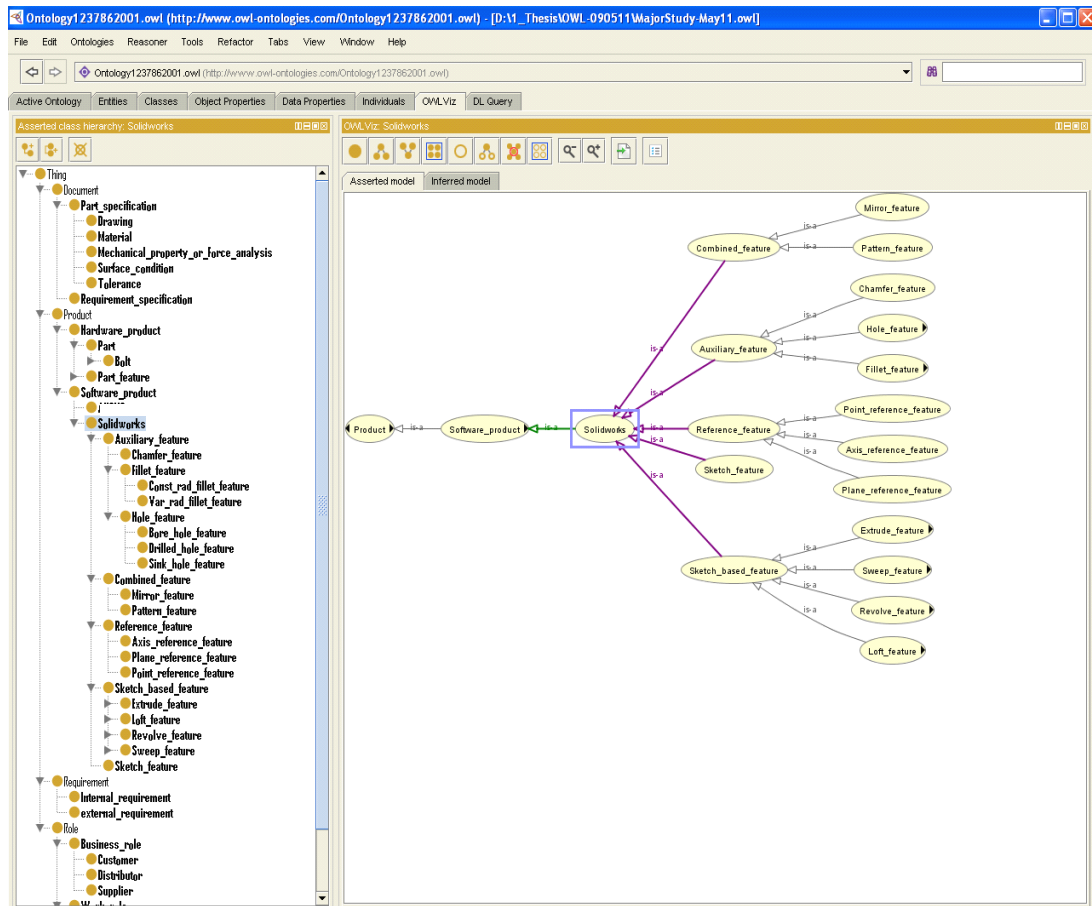 Ontology1237862001.owl (http://www.owl-ontologies.com/Ontology1237862001.owl) - [D:\1_Thesis\OWL-090511\MajorStudy-May11.owl]
File Edit Ontologies Reasoner Tools Refactor Tabs View Window Help
Ontology1237862001.owl (http://www.owl-ontologies.com/Ontology1237862001.owl)
Active Ontology Entities Classes Object Properties Data Properties Individuals OWLViz DL Query
Asserted class hierarchy: Solidworks
Thing
Document
Part_specification
Drawing
Material
Mechanical_property_or_force_analysis
Surface_condition
Tolerance
Requirement_specification
Product
Hardware_product
Part
Bolt
Part_feature
Software_product
Solidworks
Auxiliary_feature
Chamfer_feature
Fillet_feature
Const_rad_fillet_feature
Var_rad_fillet_feature
Hole_feature
Bore_hole_feature
Drilled_hole_feature
Sink_hole_feature
Combined_feature
Mirror_feature
Pattern_feature
Reference_feature
Axis_reference_feature
Plane_reference_feature
Point_reference_feature
Sketch_based_feature
Extrude_feature
Loft_feature
Revolve_feature
Sweep_feature
Sketch_feature
Requirement
Internal_requirement
external_requirement
Role
Business_role
Customer
Distributor
Supplier
OWLViz: Solidworks
Asserted model Inferred model
Mirror_feature
is-a
Combined_feature
is-a
Pattern_feature
Chamfer_feature
is-a
Hole_feature
is-a
Auxiliary_feature
is-a
is-a
Fillet_feature
is-a
Point_reference_feature
is-a
Product
is-a
Software_product
is-a
Solidworks
is-a
Reference_feature
is-a
Axis_reference_feature
is-a
Sketch_feature
is-a
is-a
Plane_reference_feature
Extrude_feature
is-a
Sketch_based_feature
is-a
Sweep_feature
is-a
Revolve_feature
is-a
Loft_feature